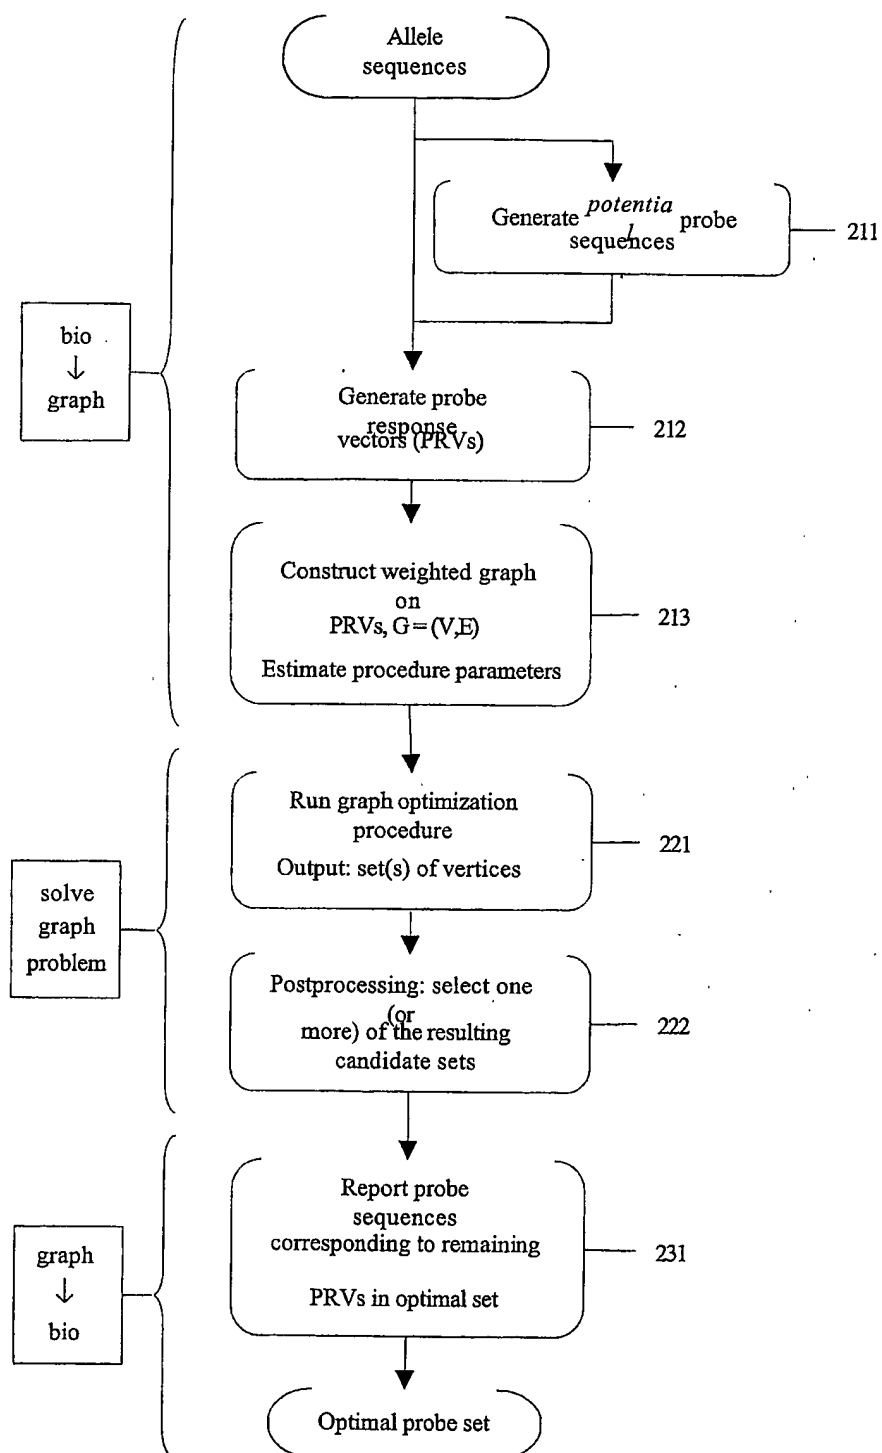 Allele
sequences
Generate potential probe
sequences
211
bio
↓
graph
Generate probe
response
vectors (PRVs)
212
Construct weighted graph
on
PRVs, G = (V,E)
Estimate procedure parameters
213
Run graph optimization
procedure
Output: set(s) of vertices
221
solve
graph
problem
Postprocessing: select one
(or
more) of the resulting
candidate sets
222
Report probe
sequences
corresponding to remaining
PRVs in optimal set
231
graph
↓
bio
Optimal probe set